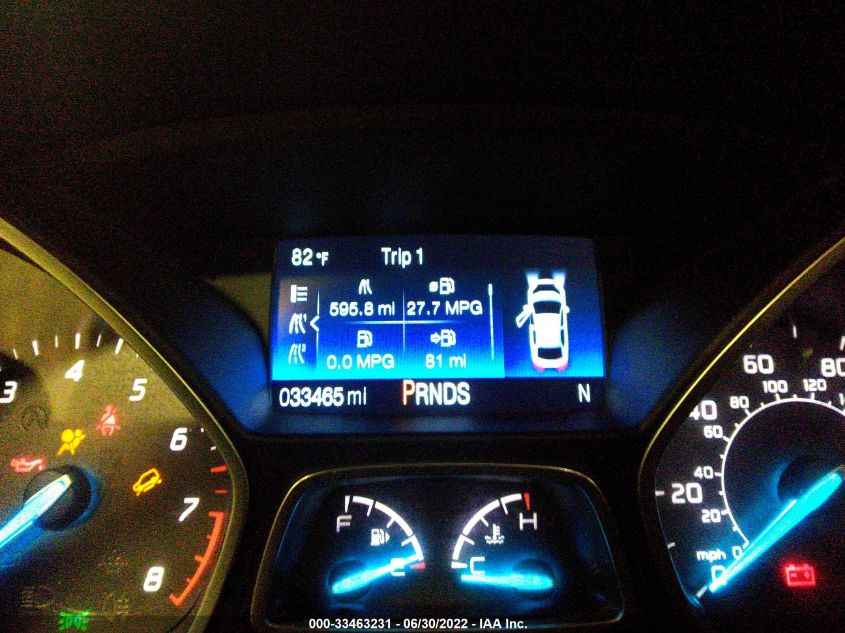 82°F Trip 1
595.8 mi 27.7 MPG
0.0 MPG 81 mi
033465 mi PRNDS N
3 4 5 6 7 8
F E
C H
0 20 40 60 80
20 40 60 80 100 120
mph 0
000-33463231 - 06/30/2022 - IAA Inc.